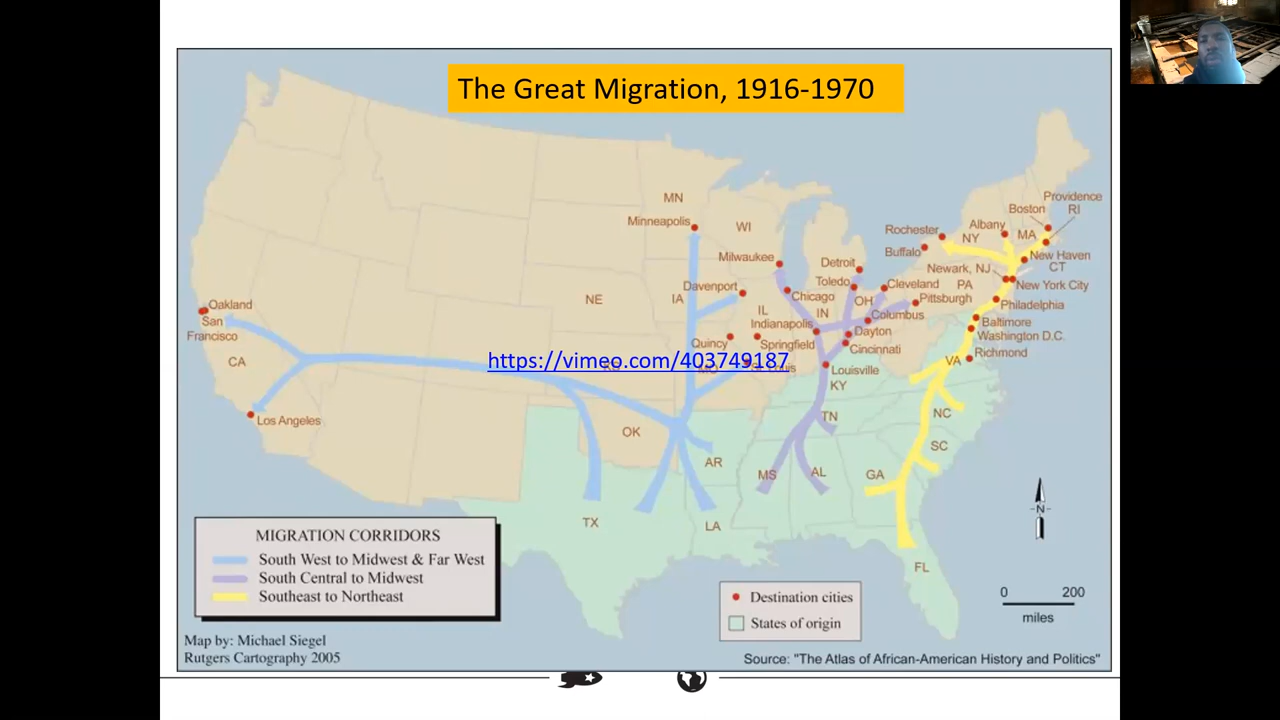 The Great Migration, 1916-1970
Providence
RI
Boston
MN
Minneapolis
WI
Albany
NY
MA
Rochester
Buffalo
New Haven
CT
Milwaukee
Detroit
Newark, NJ
PA
New York City
Toledo
Cleveland
Davenport
Chicago
OH
Pittsburgh
Philadelphia
NE
IA
IL
IN
Columbus
Oakland
San
Francisco
Indianapolis
Dayton
Baltimore
Washington D.C.
Quincy
Springfield
Cincinnati
Richmond
https://vimeo.com/403749187
MO
St. Louis
CA
VA
Louisville
KY
Los Angeles
TN
NC
OK
SC
AR
MS
AL
GA
TX
LA
FL
N
MIGRATION CORRIDORS
South West to Midwest & Far West
South Central to Midwest
Southeast to Northeast
Destination cities
States of origin
0 200
miles
Map by: Michael Siegel
Rutgers Cartography 2005
Source: "The Atlas of African-American History and Politics"